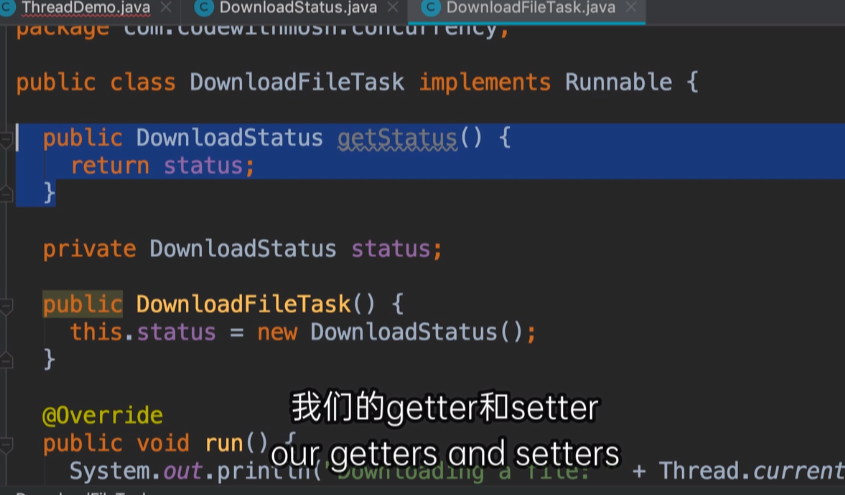 ThreadDemo.java DownloadStatus.java DownloadFileTask.java
package com.codewithmosh.concurrency;
public class DownloadFileTask implements Runnable {
public DownloadStatus getStatus() {
return status;
}
private DownloadStatus status;
public DownloadFileTask() {
this.status = new DownloadStatus();
}
@Override
public void run() {
System.out.println("Downloading a file: " + Thread.current
我们的getter和setter
our getters and setters